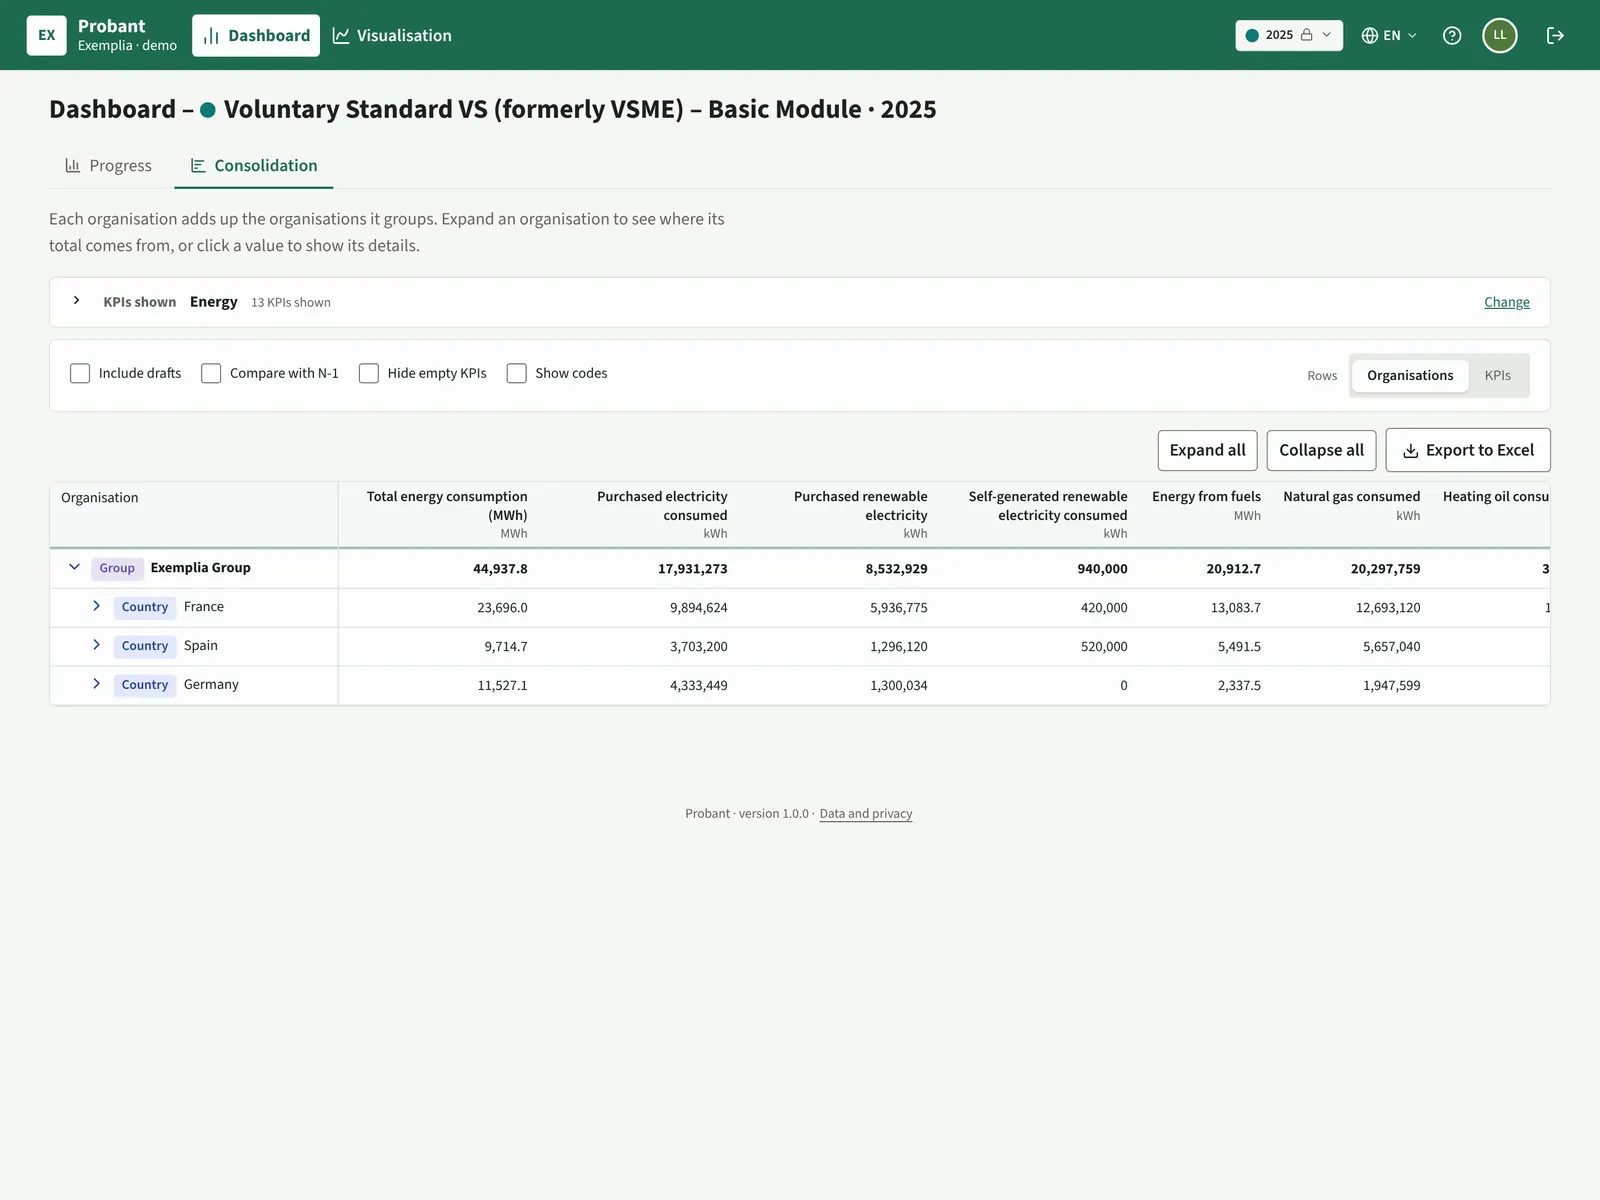 EX
Probant
Exemplia · demo
Dashboard
Visualisation
2025
EN
LL
Dashboard – Voluntary Standard VS (formerly VSME) – Basic Module · 2025
Progress
Consolidation
Each organisation adds up the organisations it groups. Expand an organisation to see where its
total comes from, or click a value to show its details.
KPIs shown Energy 13 KPIs shown Change
Include drafts Compare with N-1 Hide empty KPIs Show codes Rows Organisations KPIs
Expand all Collapse all Export to Excel
Organisation Total energy consumption Purchased electricity Purchased renewable Self-generated renewable Energy from fuels Natural gas consumed Heating oil consu
(MWh) consumed electricity electricity consumed MWh kWh
MWh kWh kWh kWh
Group Exemplia Group 44,937.8 17,931,273 8,532,929 940,000 20,912.7 20,297,759 3
Country France 23,696.0 9,894,624 5,936,775 420,000 13,083.7 12,693,120 1
Country Spain 9,714.7 3,703,200 1,296,120 520,000 5,491.5 5,657,040
Country Germany 11,527.1 4,333,449 1,300,034 0 2,337.5 1,947,599
Probant · version 1.0.0 · Data and privacy